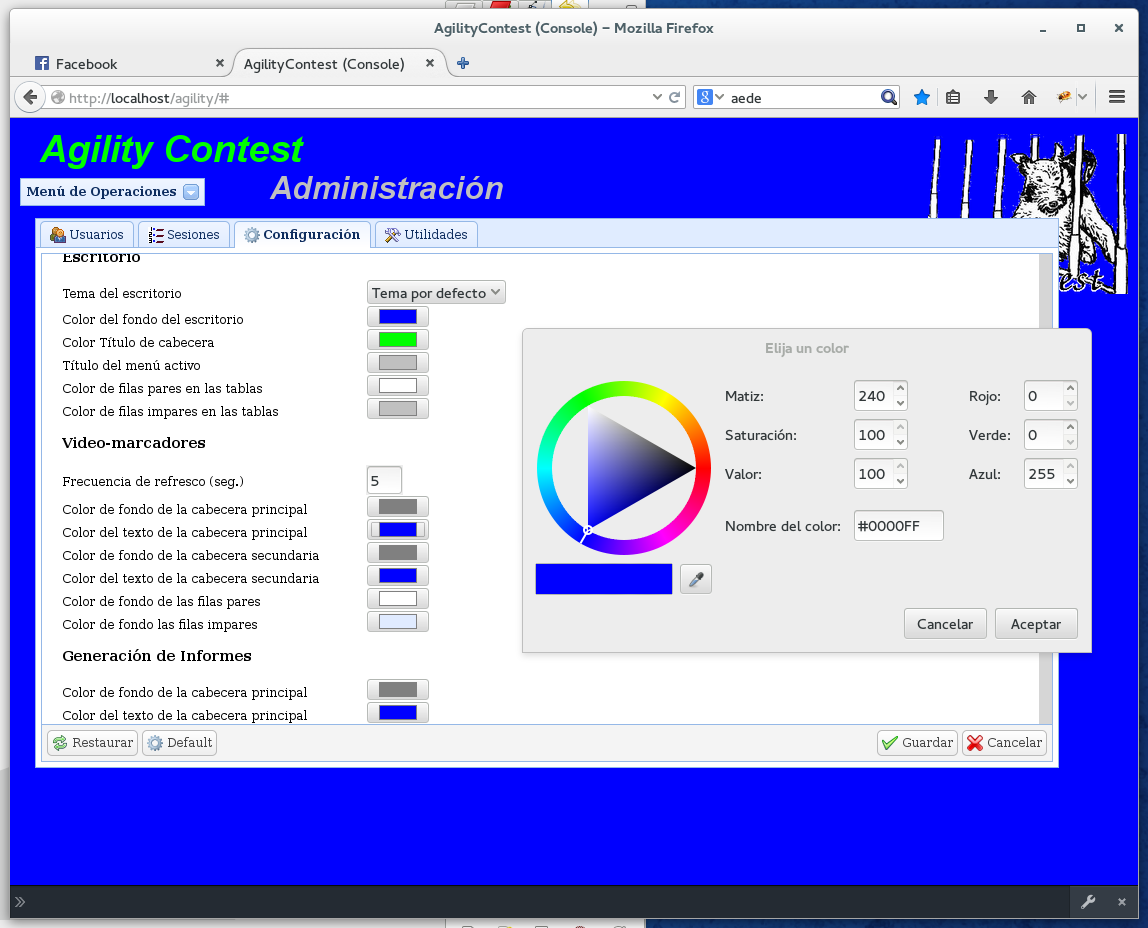 AgilityContest (Console) – Mozilla Firefox
Facebook
AgilityContest (Console)
http://localhost/agility/#
8
aede
Agility Contest
Menú de Operaciones
Administración
Usuarios
Sesiones
Configuración
Utilidades
Escritorio
Tema del escritorio
Tema por defecto
Color del fondo del escritorio
Color Título de cabecera
Título del menú activo
Color de filas pares en las tablas
Color de filas impares en las tablas
Video-marcadores
Frecuencia de refresco (seg.)
5
Color de fondo de la cabecera principal
Color del texto de la cabecera principal
Color de fondo de la cabecera secundaria
Color del texto de la cabecera secundaria
Color de fondo de las filas pares
Color de fondo las filas impares
Generación de Informes
Color de fondo de la cabecera principal
Color del texto de la cabecera principal
Elija un color
Matiz:
240
Rojo:
0
Saturación:
100
Verde:
0
Valor:
100
Azul:
255
Nombre del color:
#0000FF
Cancelar
Aceptar
Restaurar
Default
Guardar
Cancelar